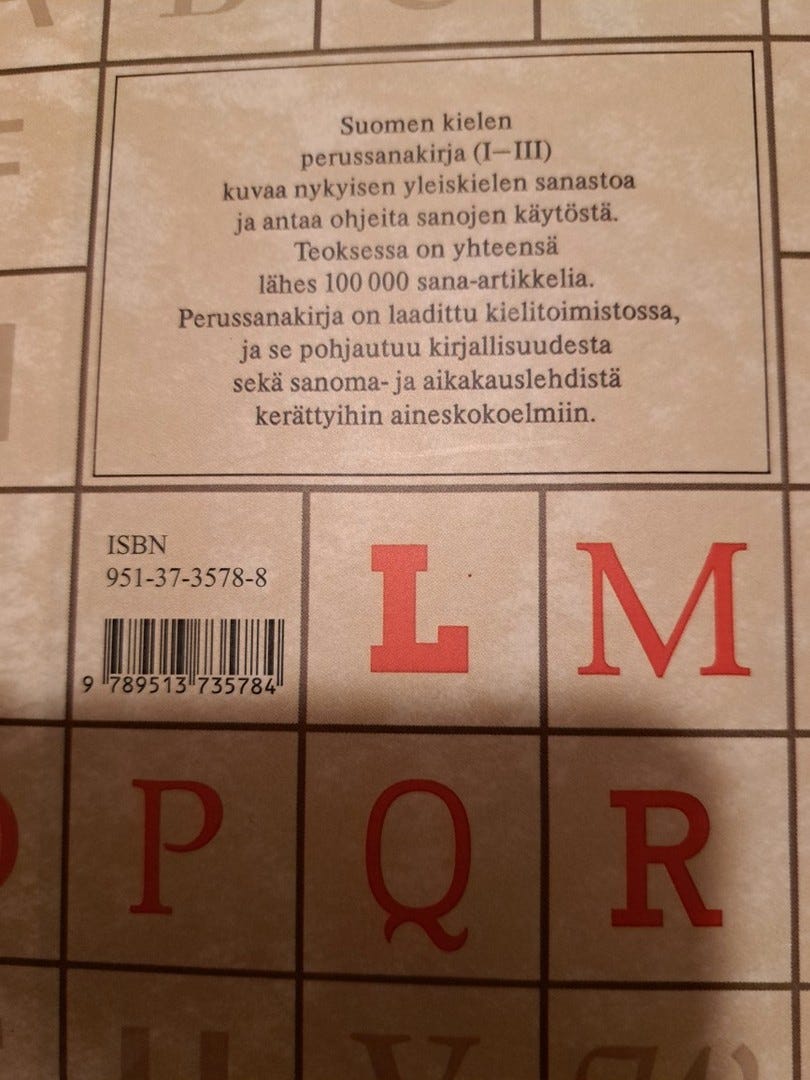 Suomen kielen
perussanakirja (I—III)
kuvaa nykyisen yleiskielen sanastoa
ja antaa ohjeita sanojen käytöstä.
Teoksessa on yhteensä
lähes 100 000 sana-artikkelia.
Perussanakirja on laadittu kielitoimistossa,
ja se pohjautuu kirjallisuudesta
sekä sanoma- ja aikakauslehdistä
kerättyihin aineskokoelmiin.
ISBN
951-37-3578-8
9 789513 735784
L M
P Q R